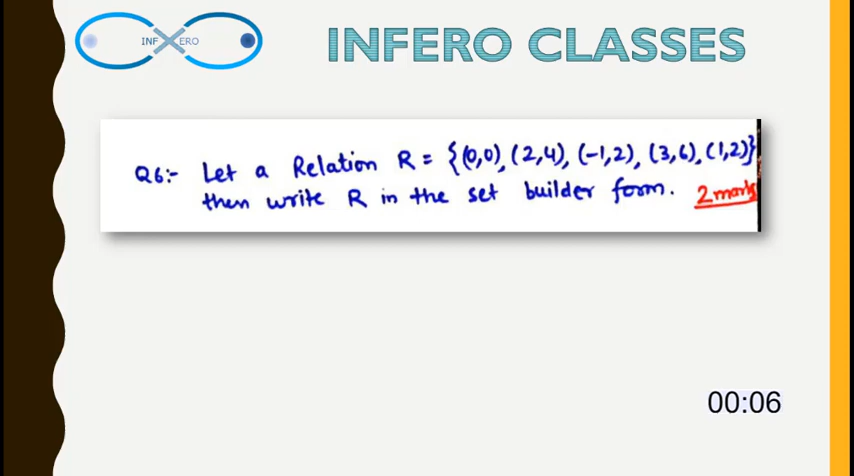 INF ERO
INFERO CLASSES
Q6:- Let a Relation R = {(0,0), (2,4), (-1,2), (3,6), (1,2)}
then write R in the set builder form. 2 marks
00:06